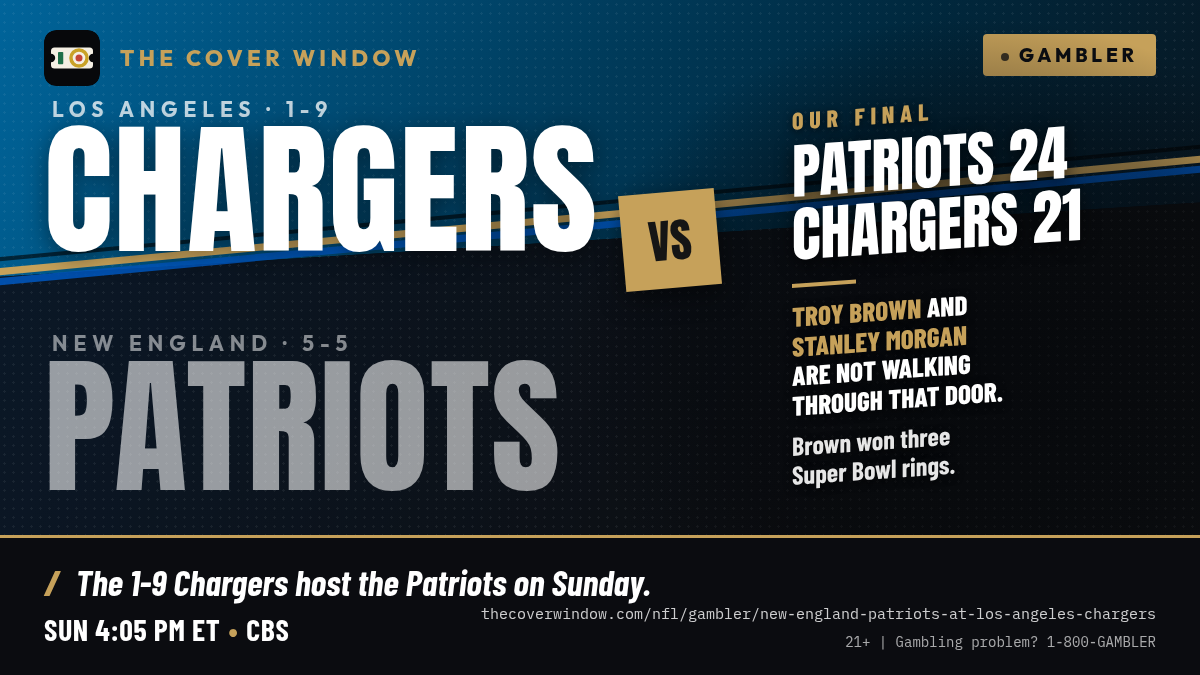 THE COVER WINDOW
GAMBLER
LOS ANGELES · 1-9
CHARGERS
VS
NEW ENGLAND · 5-5
PATRIOTS
OUR FINAL
PATRIOTS 24
CHARGERS 21
TROY BROWN AND
STANLEY MORGAN
ARE NOT WALKING
THROUGH THAT DOOR.
Brown won three
Super Bowl rings.
/ The 1-9 Chargers host the Patriots on Sunday.
SUN 4:05 PM ET • CBS
thecoverwindow.com/nfl/gambler/new-england-patriots-at-los-angeles-chargers
21+ | Gambling problem? 1-800-GAMBLER